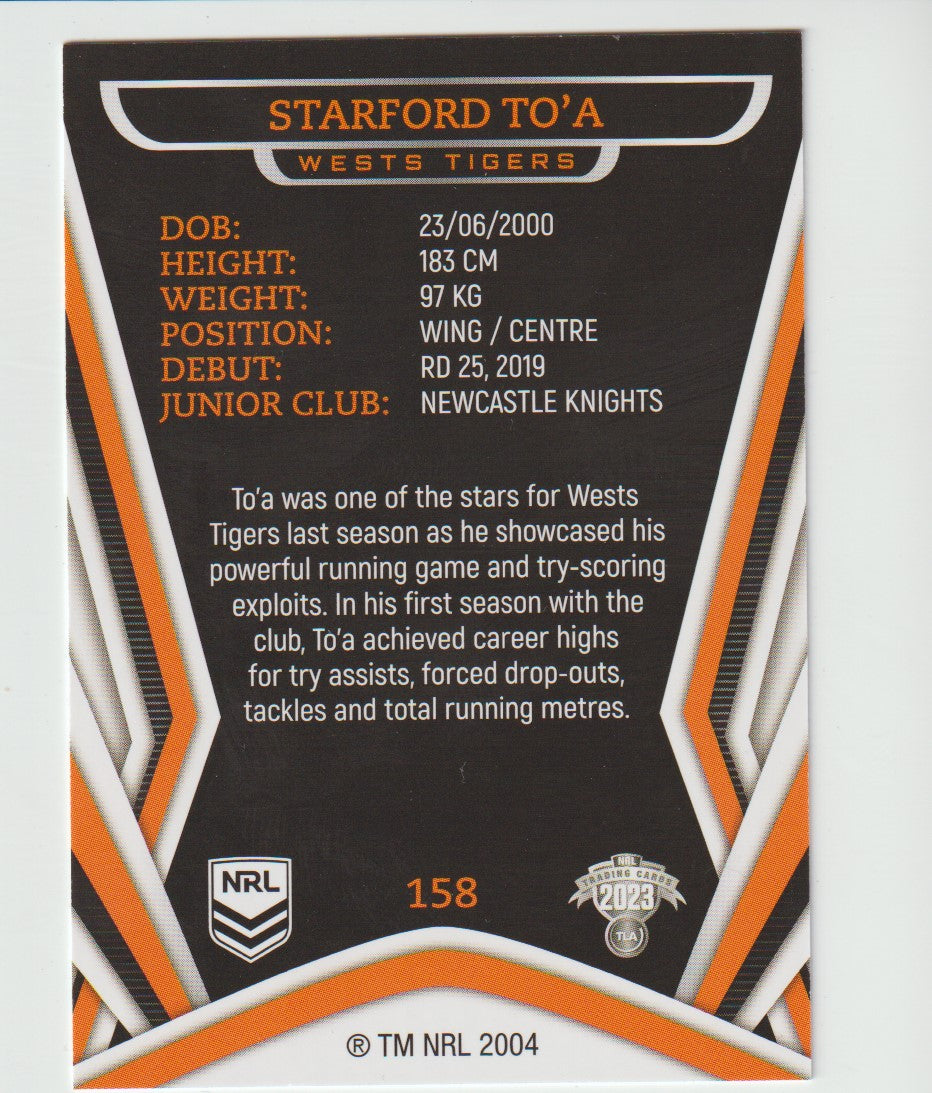 STARFORD TO'A
WESTS TIGERS
DOB: 23/06/2000
HEIGHT: 183 CM
WEIGHT: 97 KG
POSITION: WING / CENTRE
DEBUT: RD 25, 2019
JUNIOR CLUB: NEWCASTLE KNIGHTS
To'a was one of the stars for Wests
Tigers last season as he showcased his
powerful running game and try-scoring
exploits. In his first season with the
club, To'a achieved career highs
for try assists, forced drop-outs,
tackles and total running metres.
NRL
158
NRL
TRADING CARDS
2023
TLA
® TM NRL 2004